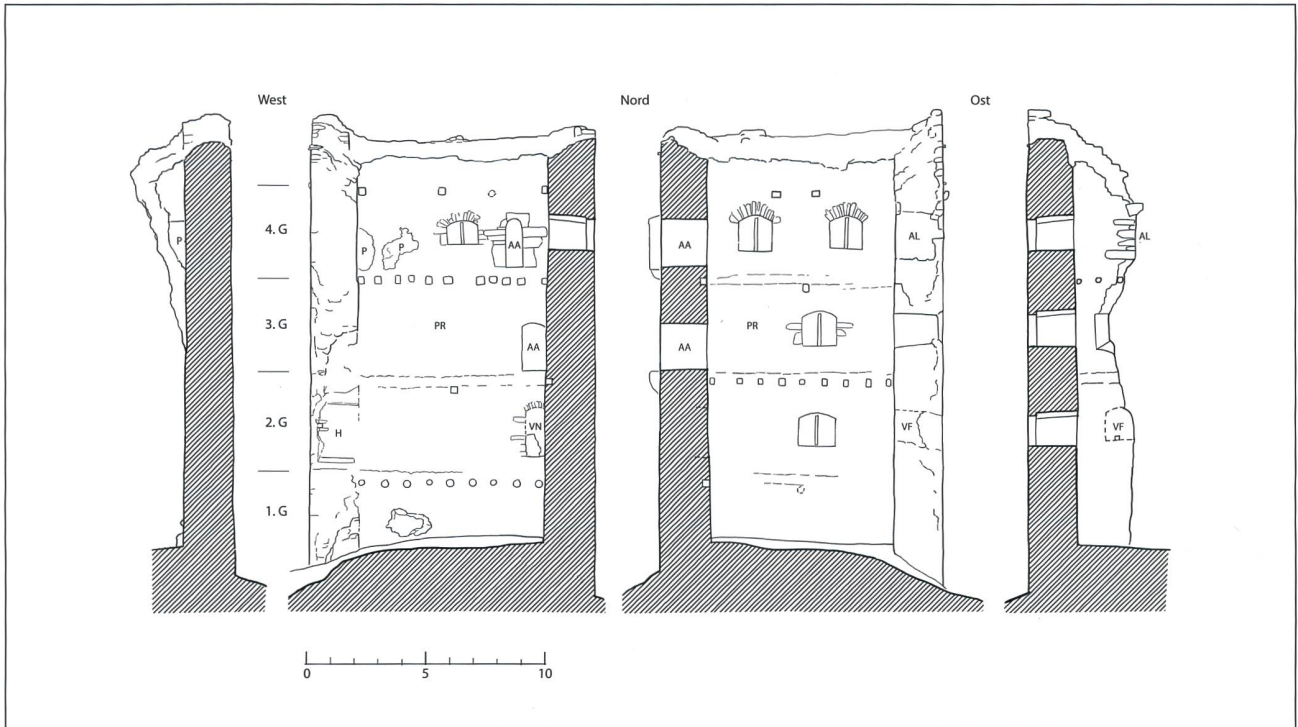 West Nord Ost
P
4. G
P P AA
AA AL
AL
3. G PR AA
AA PR
2. G H VN
VF
VF
1. G
0 5 10